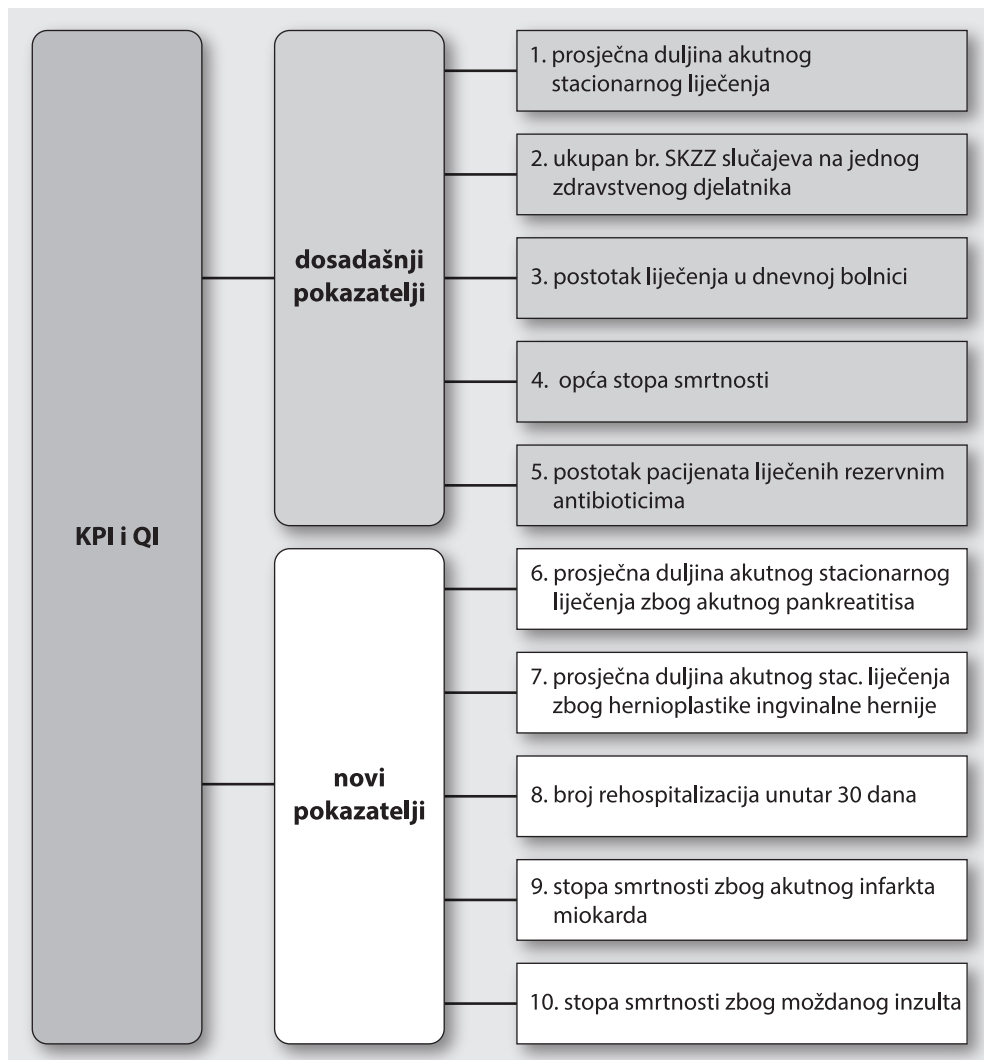 KPI i QI
dosadašnji
pokazatelji
1. prosječna duljina akutnog
stacionarnog liječenja
2. ukupan br. SKZZ slučajeva na jednog
zdravstvenog djelatnika
3. postotak liječenja u dnevnoj bolnici
4. opća stopa smrtnosti
5. postotak pacijenata liječenih rezervnim
antibioticima
novi
pokazatelji
6. prosječna duljina akutnog stacionarnog
liječenja zbog akutnog pankreatitisa
7. prosječna duljina akutnog stac. liječenja
zbog hernioplastike ingvinalne hernije
8. broj rehospitalizacija unutar 30 dana
9. stopa smrtnosti zbog akutnog infarkta
miokarda
10. stopa smrtnosti zbog moždanog inzulta